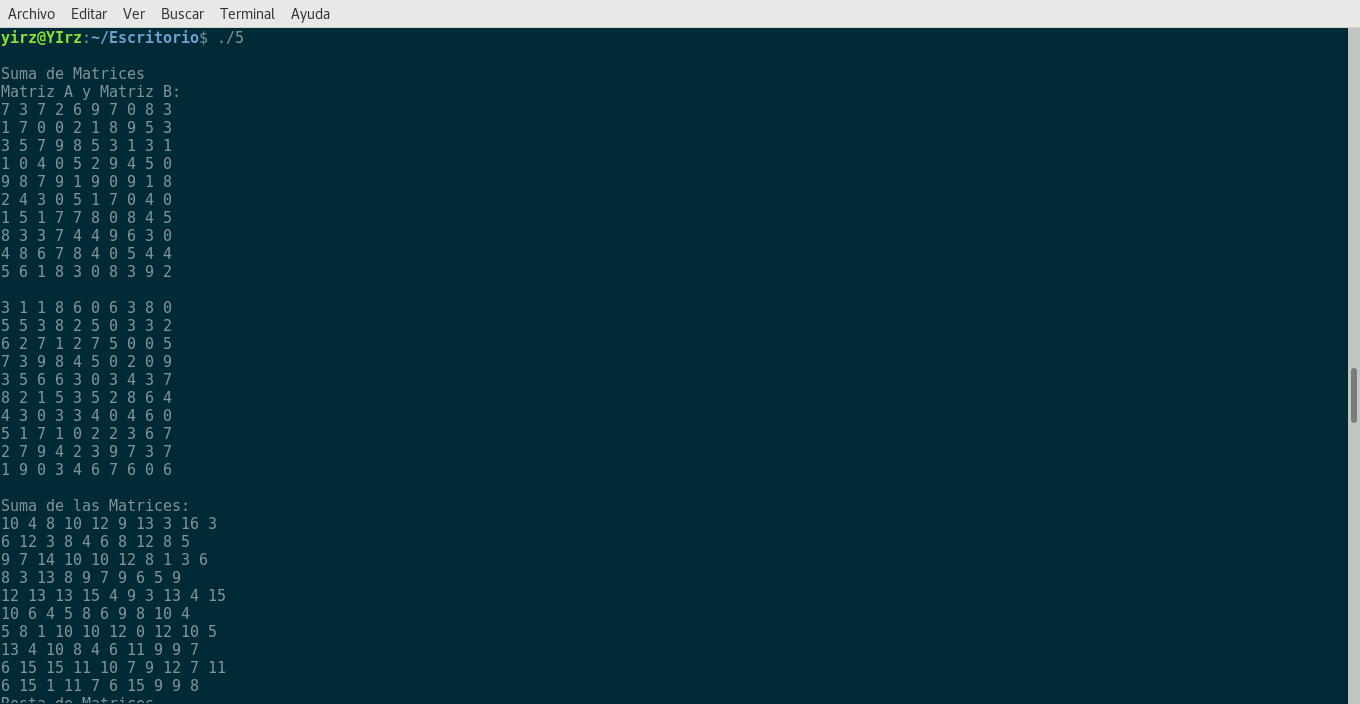 Archivo Editar Ver Buscar Terminal Ayuda
yirz@YIrz:~/Escritorio$ ./5
Suma de Matrices
Matriz A y Matriz B:
7 3 7 2 6 9 7 0 8 3
1 7 0 0 2 1 8 9 5 3
3 5 7 9 8 5 3 1 3 1
1 0 4 0 5 2 9 4 5 0
9 8 7 9 1 9 0 9 1 8
2 4 3 0 5 1 7 0 4 0
1 5 1 7 7 8 0 8 4 5
8 3 3 7 4 4 9 6 3 0
4 8 6 7 8 4 0 5 4 4
5 6 1 8 3 0 8 3 9 2
3 1 1 8 6 0 6 3 8 0
5 5 3 8 2 5 0 3 3 2
6 2 7 1 2 7 5 0 0 5
7 3 9 8 4 5 0 2 0 9
3 5 6 6 3 0 3 4 3 7
8 2 1 5 3 5 2 8 6 4
4 3 0 3 3 4 0 4 6 0
5 1 7 1 0 2 2 3 6 7
2 7 9 4 2 3 9 7 3 7
1 9 0 3 4 6 7 6 0 6
Suma de las Matrices:
10 4 8 10 12 9 13 3 16 3
6 12 3 8 4 6 8 12 8 5
9 7 14 10 10 12 8 1 3 6
8 3 13 8 9 7 9 6 5 9
12 13 13 15 4 9 3 13 4 15
10 6 4 5 8 6 9 8 10 4
5 8 1 10 10 12 0 12 10 5
13 4 10 8 4 6 11 9 9 7
6 15 15 11 10 7 9 12 7 11
6 15 1 11 7 6 15 9 9 8
Resta de Matrices